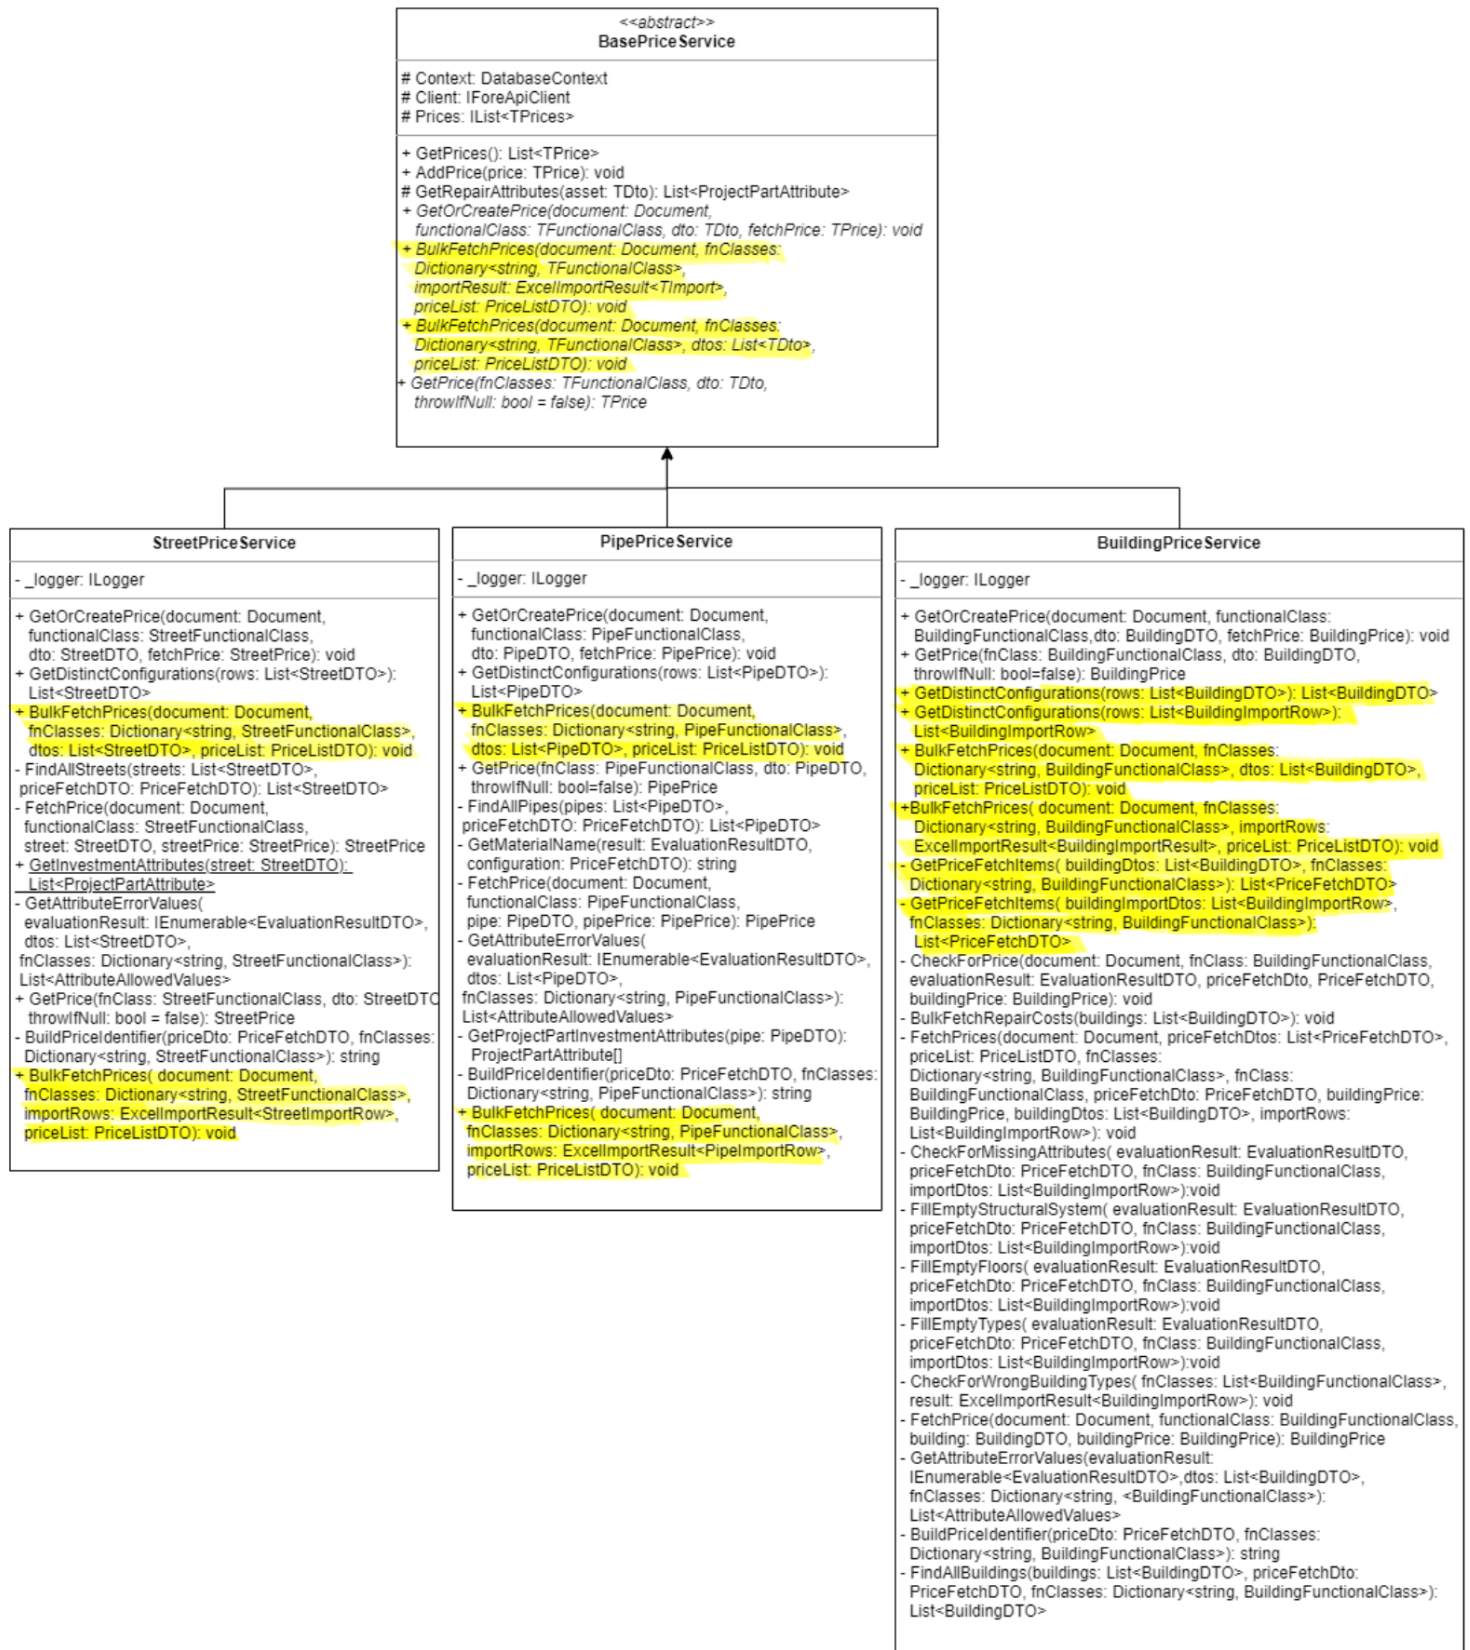 <<abstract>>
BasePriceService
# Context: DatabaseContext
# Client: IForeApiClient
# Prices: IList<TPrices>
+ GetPrices(): List<TPrice>
+ AddPrice(price: TPrice): void
# GetRepairAttributes(asset: TDto): List<ProjectPartAttribute>
+ GetOrCreatePrice(document: Document,
functionalClass: TFunctionalClass, dto: TDto, fetchPrice: TPrice): void
+ BulkFetchPrices(document: Document, fnClasses:
Dictionary<string, TFunctionalClass>,
importResult: ExcelImportResult<TImport>,
priceList: PriceListDTO): void
+ BulkFetchPrices(document: Document, fnClasses:
Dictionary<string, TFunctionalClass>, dtos: List<TDto>,
priceList: PriceListDTO): void
+ GetPrice(fnClasses: TFunctionalClass, dto: TDto,
throwIfNull: bool = false): TPrice
StreetPriceService
- _logger: ILogger
+ GetOrCreatePrice(document: Document,
functionalClass: StreetFunctionalClass,
dto: StreetDTO, fetchPrice: StreetPrice): void
+ GetDistinctConfigurations(rows: List<StreetDTO>):
List<StreetDTO>
+ BulkFetchPrices(document: Document,
fnClasses: Dictionary<string, StreetFunctionalClass>,
dtos: List<StreetDTO>, priceList: PriceListDTO): void
- FindAllStreets(streets: List<StreetDTO>,
priceFetchDTO: PriceFetchDTO): List<StreetDTO>
- FetchPrice(document: Document,
functionalClass: StreetFunctionalClass,
street: StreetDTO, streetPrice: StreetPrice): StreetPrice
+ GetInvestmentAttributes(street: StreetDTO):
List<ProjectPartAttribute>
- GetAttributeErrorValues(
evaluationResult: IEnumerable<EvaluationResultDTO>,
dtos: List<StreetDTO>,
fnClasses: Dictionary<string, StreetFunctionalClass>):
List<AttributeAllowedValues>
+ GetPrice(fnClass: StreetFunctionalClass, dto: StreetDTO
throwIfNull: bool = false): StreetPrice
- BuildPriceIdentifier(priceDto: PriceFetchDTO, fnClasses:
Dictionary<string, StreetFunctionalClass>): string
+ BulkFetchPrices( document: Document,
fnClasses: Dictionary<string, StreetFunctionalClass>,
importRows: ExcelImportResult<StreetImportRow>,
priceList: PriceListDTO): void
PipePriceService
- _logger: ILogger
+ GetOrCreatePrice(document: Document,
functionalClass: PipeFunctionalClass,
dto: PipeDTO, fetchPrice: PipePrice): void
+ GetDistinctConfigurations(rows: List<PipeDTO>):
List<PipeDTO>
+ BulkFetchPrices(document: Document,
fnClasses: Dictionary<string, PipeFunctionalClass>,
dtos: List<PipeDTO>, priceList: PriceListDTO): void
+ GetPrice(fnClass: PipeFunctionalClass, dto: PipeDTO,
throwIfNull: bool=false): PipePrice
- FindAllPipes(pipes: List<PipeDTO>,
priceFetchDTO: PriceFetchDTO): List<PipeDTO>
- GetMaterialName(result: EvaluationResultDTO,
configuration: PriceFetchDTO): string
- FetchPrice(document: Document,
functionalClass: PipeFunctionalClass,
pipe: PipeDTO, pipePrice: PipePrice): PipePrice
- GetAttributeErrorValues(
evaluationResult: IEnumerable<EvaluationResultDTO>,
dtos: List<PipeDTO>,
fnClasses: Dictionary<string, PipeFunctionalClass>):
List<AttributeAllowedValues>
- GetProjectPartInvestmentAttributes(pipe: PipeDTO):
ProjectPartAttribute[]
- BuildPriceIdentifier(priceDto: PriceFetchDTO, fnClasses:
Dictionary<string, PipeFunctionalClass>): string
+ BulkFetchPrices( document: Document,
fnClasses: Dictionary<string, PipeFunctionalClass>,
importRows: ExcelImportResult<PipeImportRow>,
priceList: PriceListDTO): void
BuildingPriceService
- _logger: ILogger
+ GetOrCreatePrice(document: Document, functionalClass:
BuildingFunctionalClass,dto: BuildingDTO, fetchPrice: BuildingPrice): void
+ GetPrice(fnClass: BuildingFunctionalClass, dto: BuildingDTO,
throwIfNull: bool=false): BuildingPrice
+ GetDistinctConfigurations(rows: List<BuildingDTO>): List<BuildingDTO>
+ GetDistinctConfigurations(rows: List<BuildingImportRow>):
List<BuildingImportRow>
+ BulkFetchPrices(document: Document, fnClasses:
Dictionary<string, BuildingFunctionalClass>, dtos: List<BuildingDTO>,
priceList: PriceListDTO): void
+BulkFetchPrices( document: Document, fnClasses:
Dictionary<string, BuildingFunctionalClass>, importRows:
ExcelImportResult<BuildingImportResult>, priceList: PriceListDTO): void
- GetPriceFetchItems( buildingDtos: List<BuildingDTO>, fnClasses:
Dictionary<string, BuildingFunctionalClass>): List<PriceFetchDTO>
- GetPriceFetchItems( buildingImportDtos: List<BuildingImportRow>,
fnClasses: Dictionary<string, BuildingFunctionalClass>):
List<PriceFetchDTO>
- CheckForPrice(document: Document, fnClass: BuildingFunctionalClass,
evaluationResult: EvaluationResultDTO, priceFetchDto, PriceFetchDTO,
buildingPrice: BuildingPrice): void
- BulkFetchRepairCosts(buildings: List<BuildingDTO>): void
- FetchPrices(document: Document, priceFetchDtos: List<PriceFetchDTO>,
priceList: PriceListDTO, fnClasses:
Dictionary<string, BuildingFunctionalClass>, fnClass:
BuildingFunctionalClass, priceFetchDto: PriceFetchDTO, buildingPrice:
BuildingPrice, buildingDtos: List<BuildingDTO>, importRows:
List<BuildingImportRow>): void
- CheckForMissingAttributes( evaluationResult: EvaluationResultDTO,
priceFetchDto: PriceFetchDTO, fnClass: BuildingFunctionalClass,
importDtos: List<BuildingImportRow>):void
- FillEmptyStructuralSystem( evaluationResult: EvaluationResultDTO,
priceFetchDto: PriceFetchDTO, fnClass: BuildingFunctionalClass,
importDtos: List<BuildingImportRow>):void
- FillEmptyFloors( evaluationResult: EvaluationResultDTO,
priceFetchDto: PriceFetchDTO, fnClass: BuildingFunctionalClass,
importDtos: List<BuildingImportRow>):void
- FillEmptyTypes( evaluationResult: EvaluationResultDTO,
priceFetchDto: PriceFetchDTO, fnClass: BuildingFunctionalClass,
importDtos: List<BuildingImportRow>):void
- CheckForWrongBuildingTypes( fnClasses: List<BuildingFunctionalClass>,
result: ExcelImportResult<BuildingImportRow>): void
- FetchPrice(document: Document, functionalClass: BuildingFunctionalClass,
building: BuildingDTO, buildingPrice: BuildingPrice): BuildingPrice
- GetAttributeErrorValues(evaluationResult:
IEnumerable<EvaluationResultDTO>,dtos: List<BuildingDTO>,
fnClasses: Dictionary<string, <BuildingFunctionalClass>):
List<AttributeAllowedValues>
- BuildPriceIdentifier(priceDto: PriceFetchDTO, fnClasses:
Dictionary<string, BuildingFunctionalClass>): string
- FindAllBuildings(buildings: List<BuildingDTO>, priceFetchDto:
PriceFetchDTO, fnClasses: Dictionary<string, BuildingFunctionalClass>):
List<BuildingDTO>